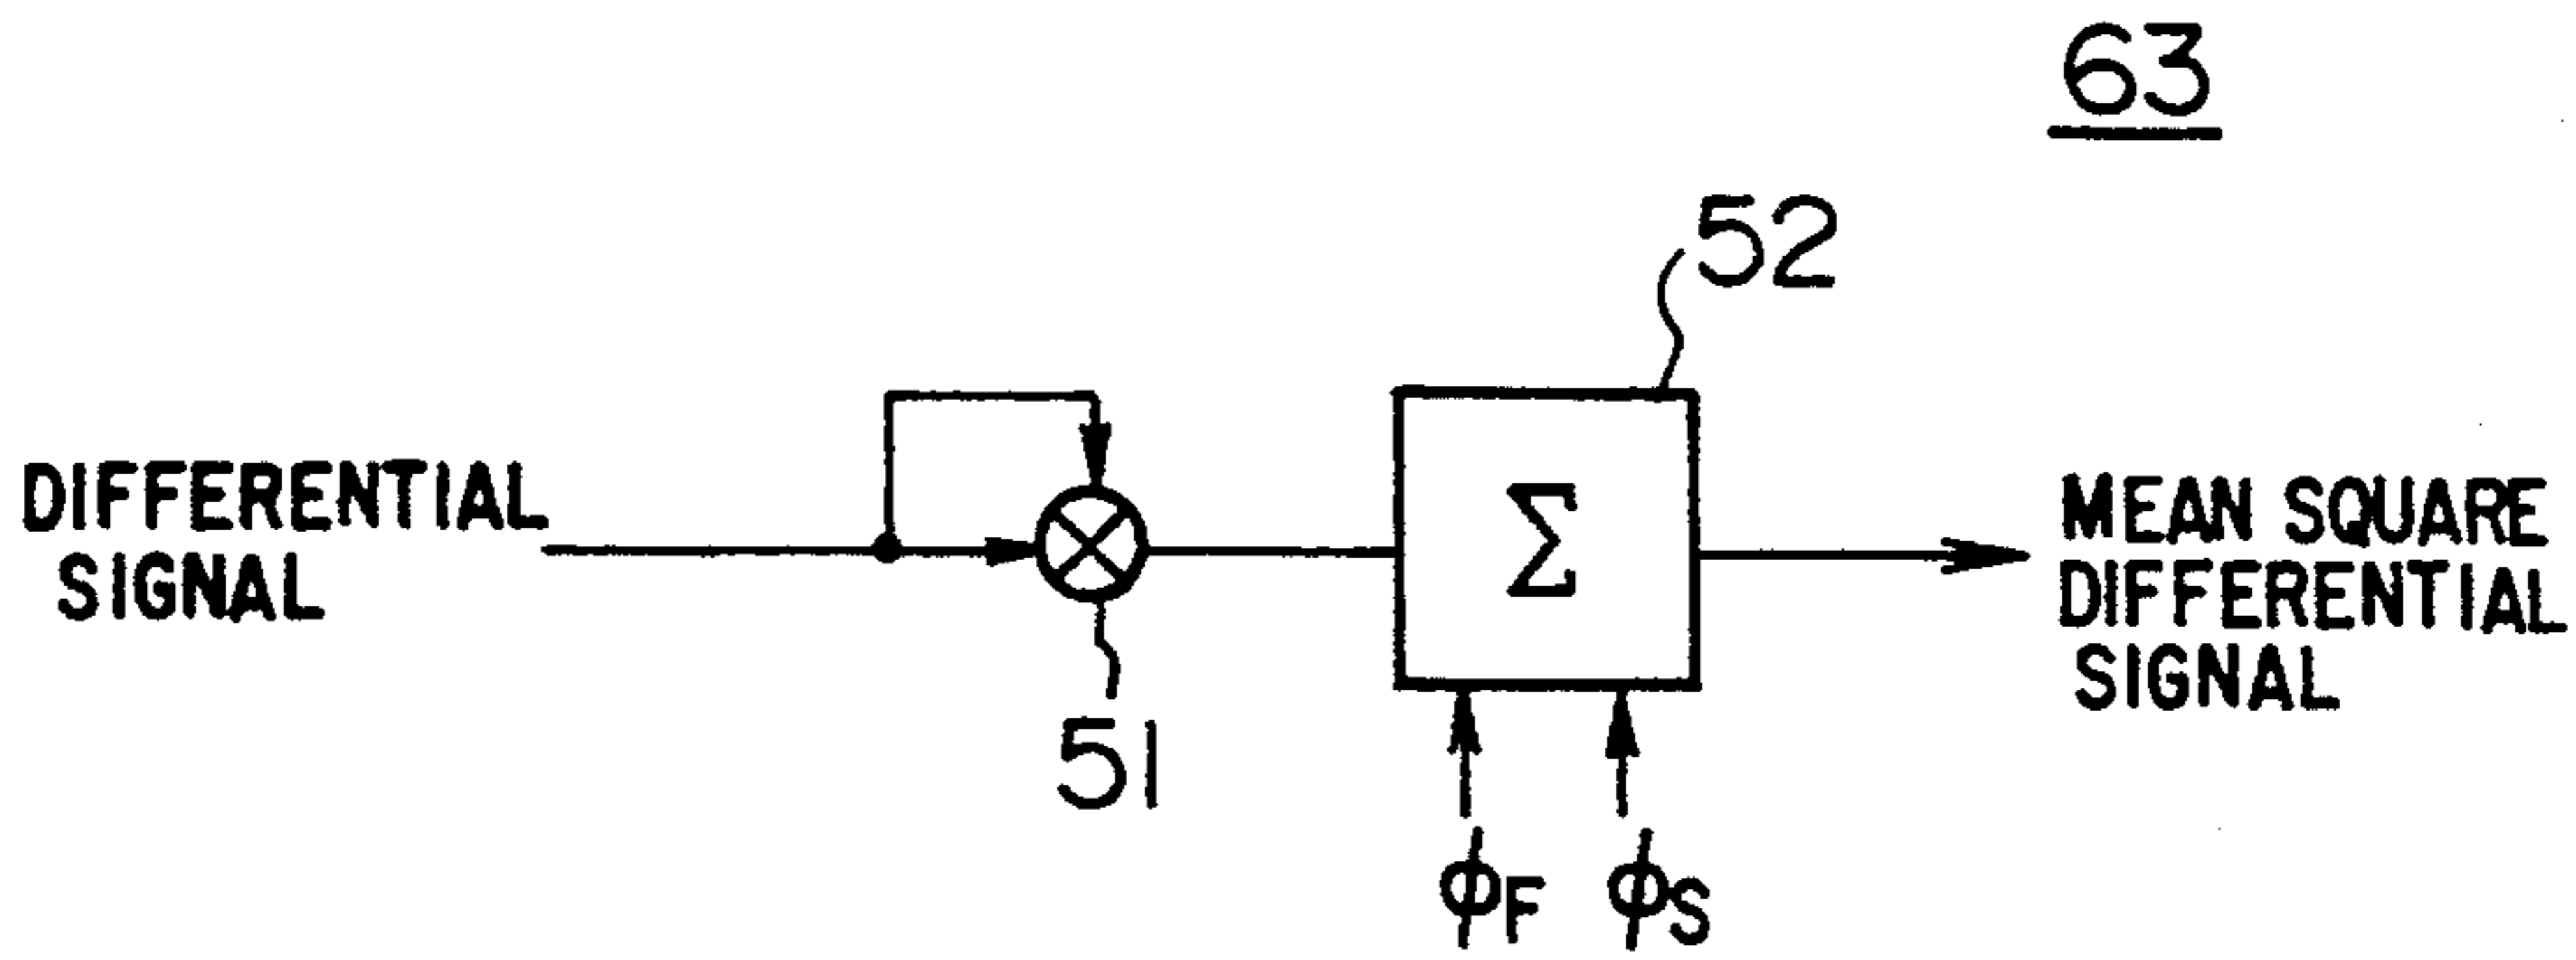 63
52
DIFFERENTIAL
SIGNAL
Σ
MEAN SQUARE
DIFFERENTIAL
SIGNAL
51
ϕF ϕS